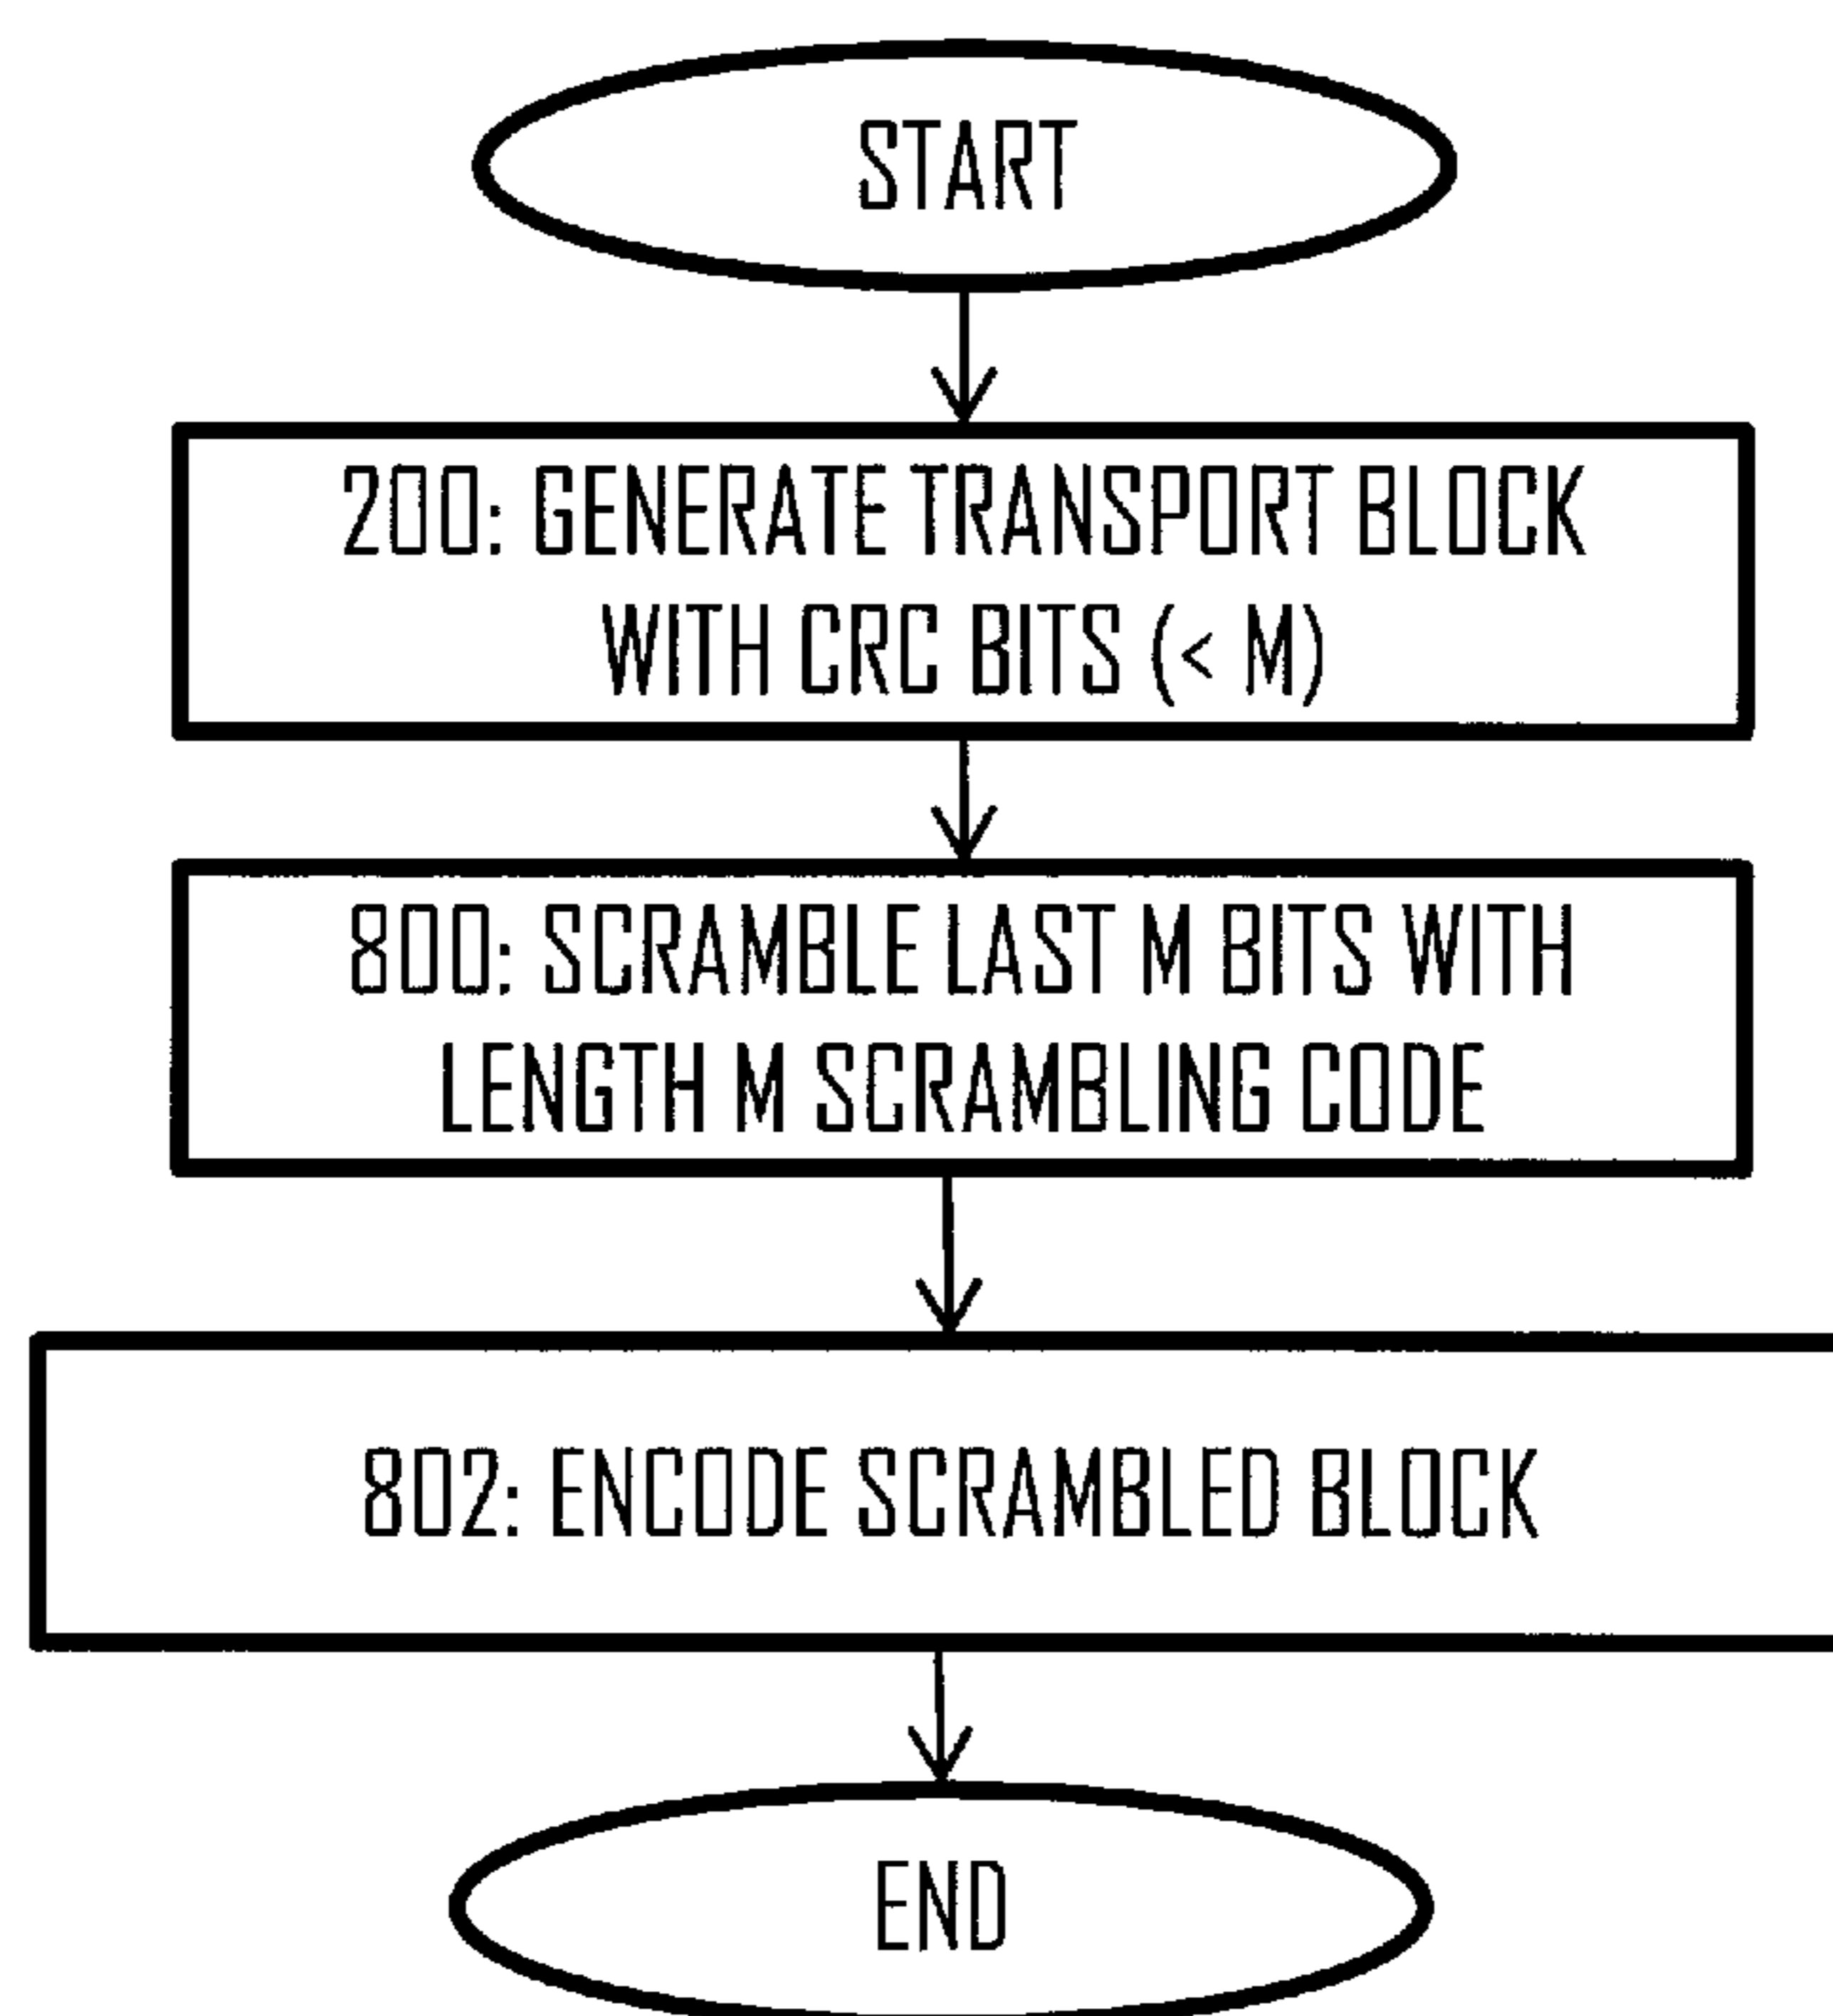 START
200: GENERATE TRANSPORT BLOCK
WITH CRC BITS (< M)
800: SCRAMBLE LAST M BITS WITH
LENGTH M SCRAMBLING CODE
802: ENCODE SCRAMBLED BLOCK
END